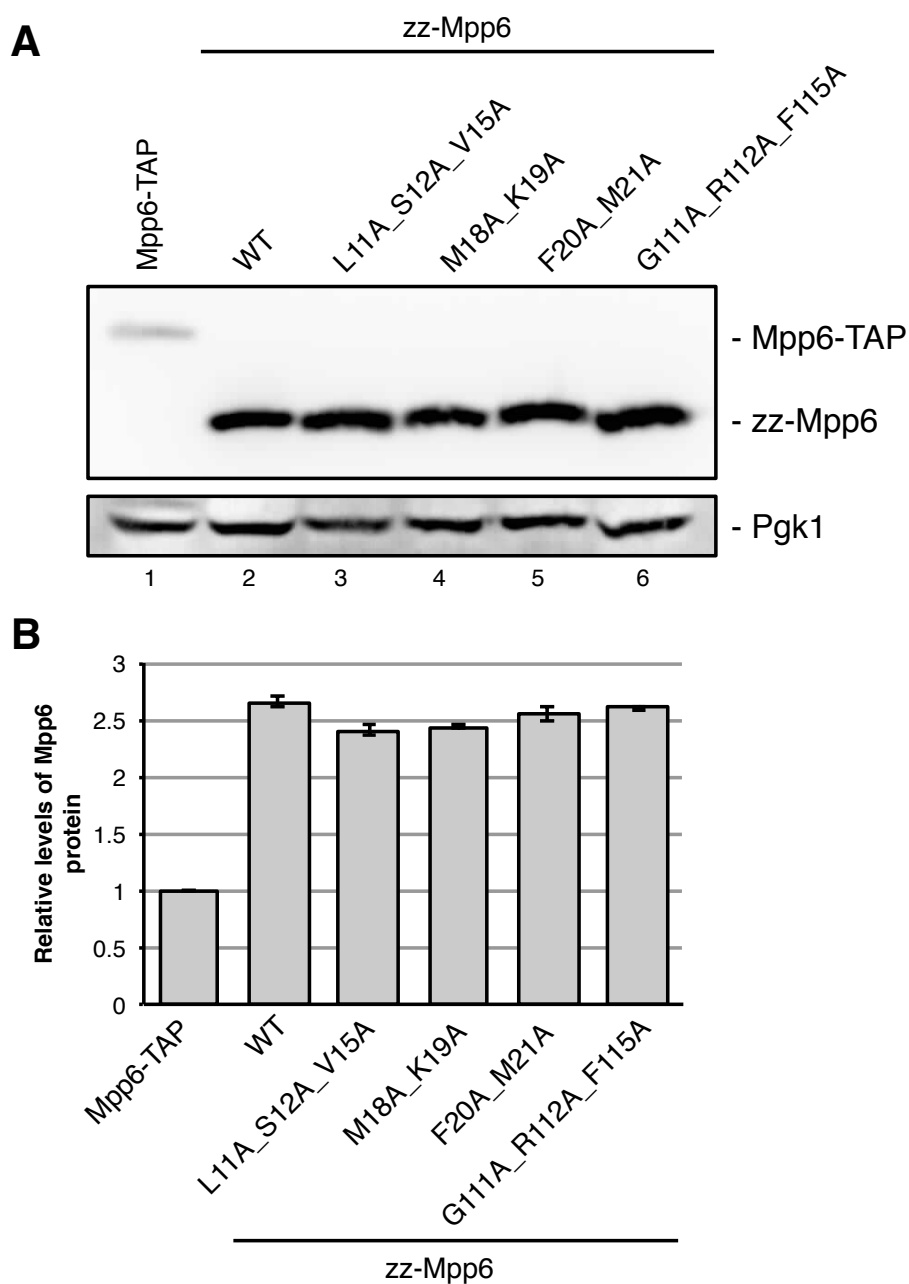 A
zz-Mpp6
Mpp6-TAP
WT
L11A_S12A_V15A
M18A_K19A
F20A_M21A
G111A_R112A_F115A
- Mpp6-TAP
- zz-Mpp6
- Pgk1
1 2 3 4 5 6
B
Relative levels of Mpp6
protein
3
2.5
2
1.5
1
0.5
0
Mpp6-TAP
WT
L11A_S12A_V15A
M18A_K19A
F20A_M21A
G111A_R112A_F115A
zz-Mpp6